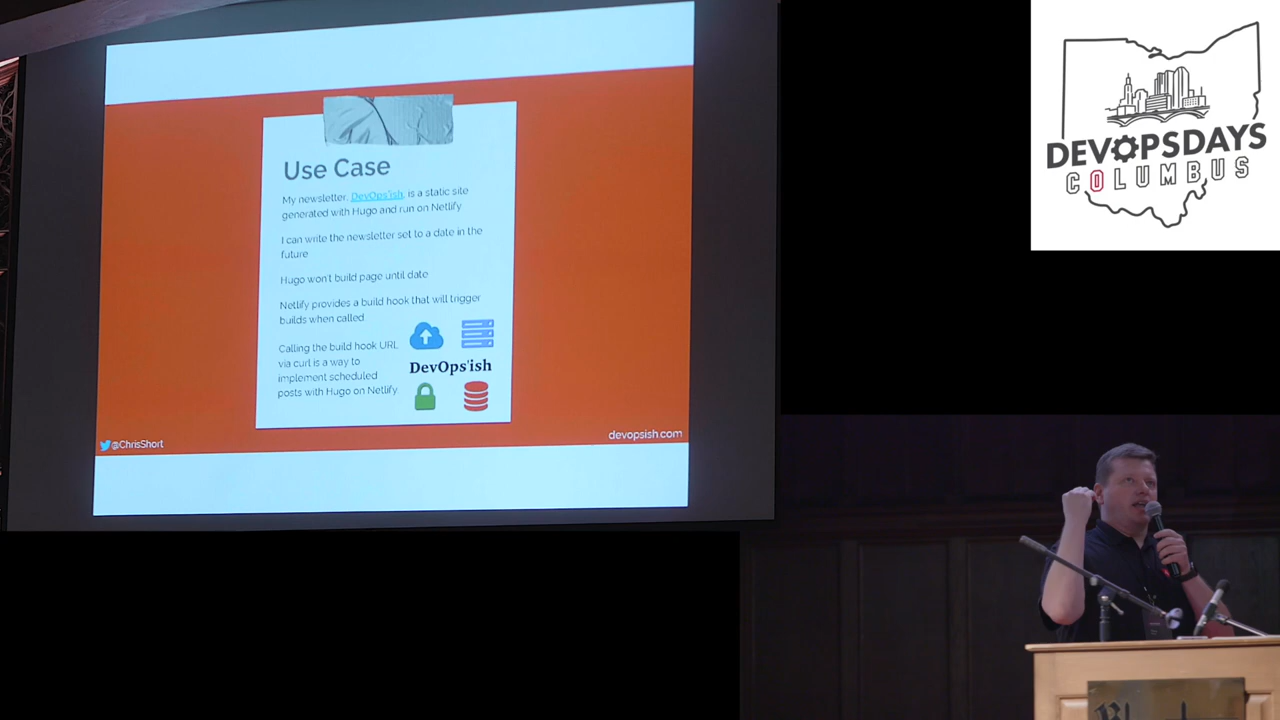 Use Case
My newsletter, DevOps'ish, is a static site
generated with Hugo and run on Netlify
I can write the newsletter set to a date in the
future
Hugo won't build page until date
Netlify provides a build hook that will trigger
builds when called
Calling the build hook URL
via curl is a way to
implement scheduled
posts with Hugo on Netlify.
DevOps'ish
@ChrisShort
devopsish.com
DEVOPSDAYS
COLUMBUS